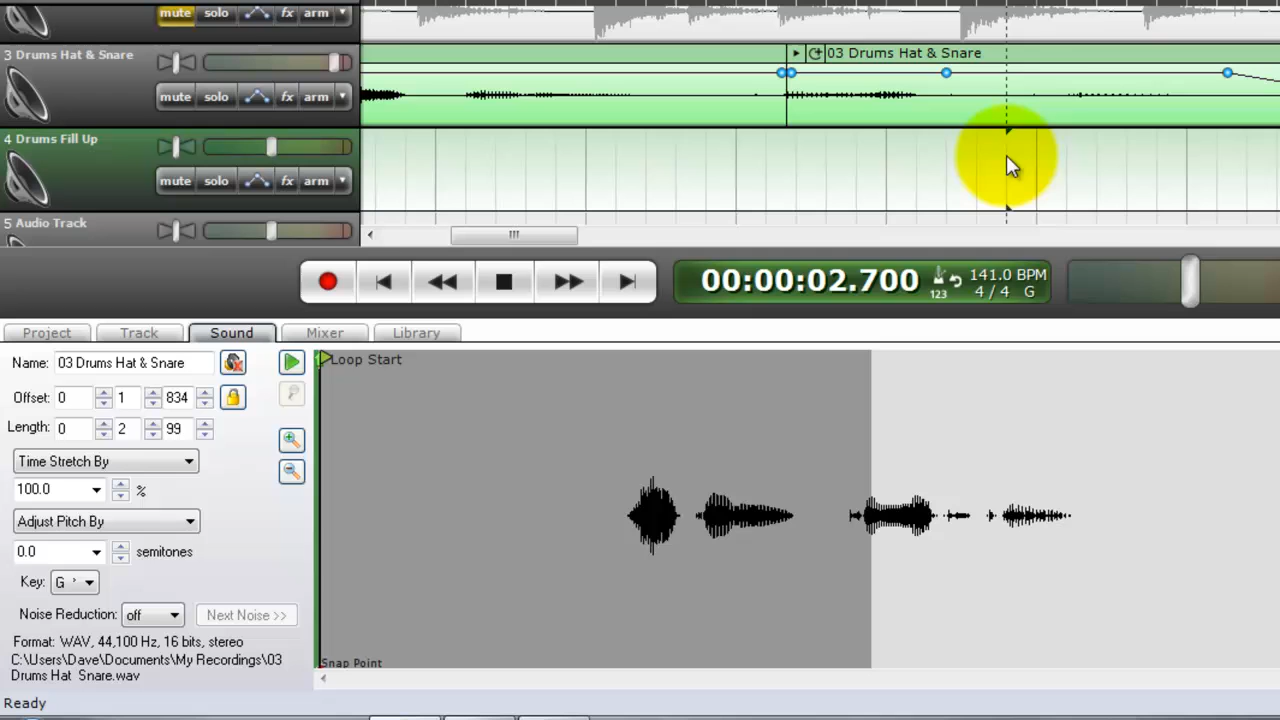 mute solo fx arm
3 Drums Hat & Snare
03 Drums Hat & Snare
mute solo fx arm
4 Drums Fill Up
mute solo fx arm
5 Audio Track
00:00:02.700
123
141.0 BPM
4 / 4 G
Project Track Sound Mixer Library
Name: 03 Drums Hat & Snare
Loop Start
Offset: 0 1 834
Length: 0 2 99
Time Stretch By
100.0 %
Adjust Pitch By
0.0 semitones
Key: G
Noise Reduction: off Next Noise >>
Format: WAV, 44,100 Hz, 16 bits, stereo
C:\Users\Dave\Documents\My Recordings\03
Drums Hat Snare.wav
Snap Point
Ready